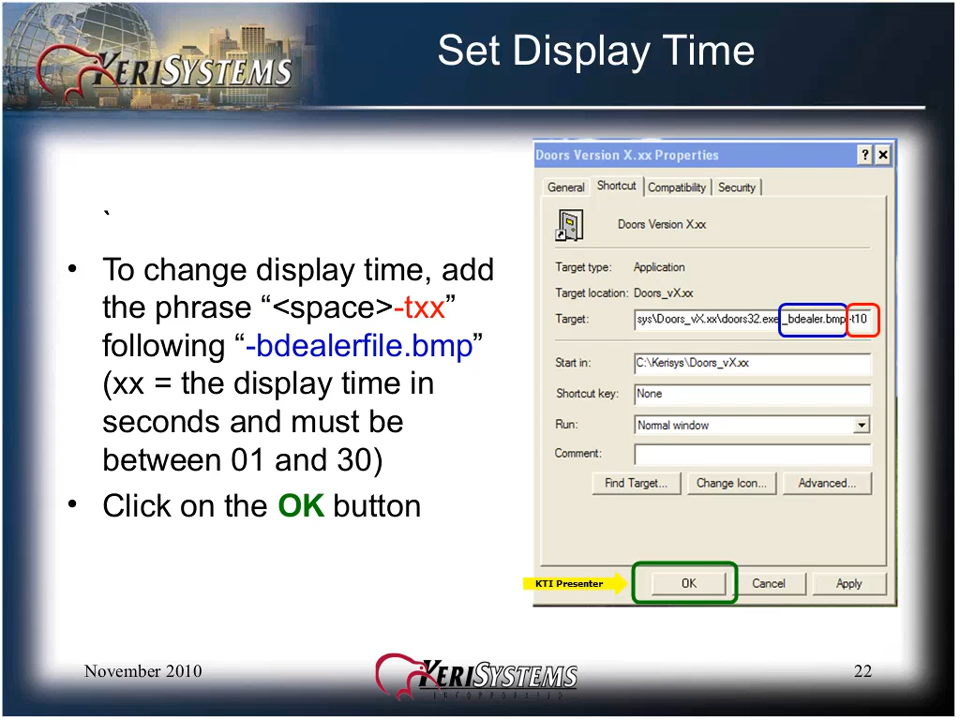 KERISYSTEMS
Set Display Time
`
• To change display time, add
the phrase “<space>-txx”
following “-bdealerfile.bmp”
(xx = the display time in
seconds and must be
between 01 and 30)
• Click on the OK button
Doors Version X.xx Properties
General Shortcut Compatibility Security
Doors Version X.xx
Target type: Application
Target location: Doors_vX.xx
Target: sys\Doors_vX.xx\doors32.exe _bdealer.bmp -t10
Start in: C:\Kerisys\Doors_vX.xx
Shortcut key: None
Run: Normal window
Comment:
Find Target... Change Icon... Advanced...
KTI Presenter
OK Cancel Apply
November 2010
KERISYSTEMS
INCORPORATED
22